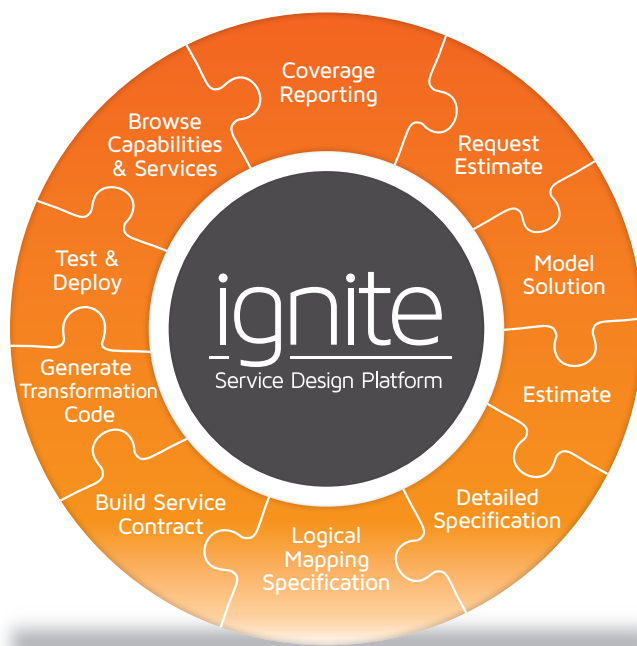 Coverage
Reporting
Request
Estimate
Model
Solution
Estimate
Detailed
Specification
Logical
Mapping
Specification
Build Service
Contract
Generate
Transformation
Code
Test &
Deploy
Browse
Capabilities
& Services
ignite
Service Design Platform